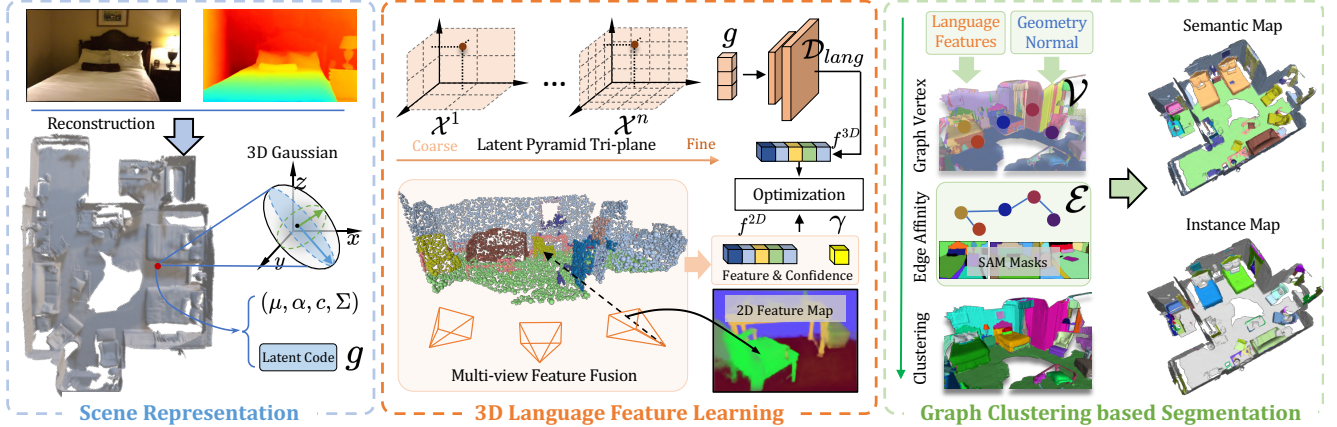 Reconstruction
3D Gaussian
z
x
y
(μ, α, c, Σ)
Latent Code g
Scene Representation
𝒳¹
...
𝒳ⁿ
g
𝒟_lang
Coarse
Latent Pyramid Tri-plane
Fine
f³ᴰ
Optimization
f²ᴰ
γ
Feature & Confidence
2D Feature Map
Multi-view Feature Fusion
3D Language Feature Learning
Language
Features
Geometry
Normal
Graph Vertex
𝒱
Edge Affinity
ℰ
SAM Masks
Clustering
Semantic Map
Instance Map
Graph Clustering based Segmentation